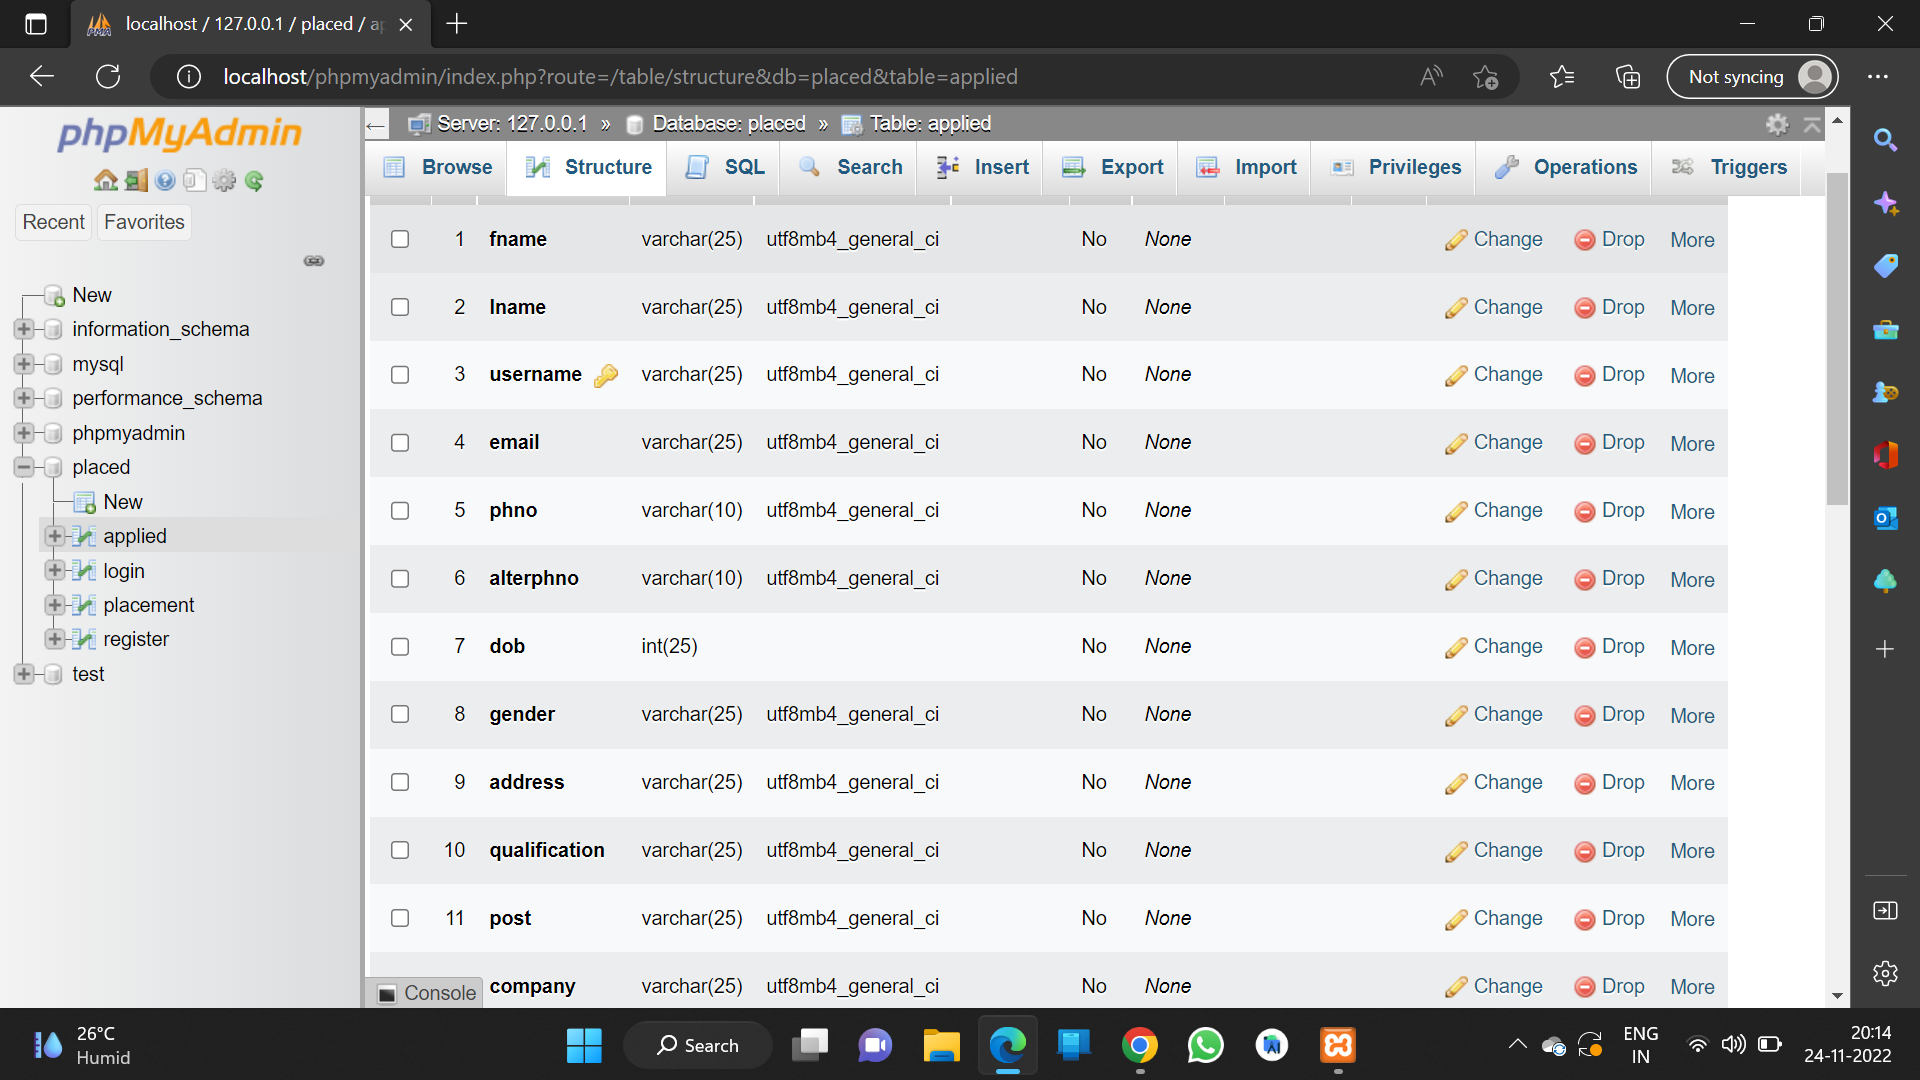 localhost / 127.0.0.1 / placed / ap
localhost/phpmyadmin/index.php?route=/table/structure&db=placed&table=applied
Not syncing
phpMyAdmin
Recent Favorites
New
information_schema
mysql
performance_schema
phpmyadmin
placed
New
applied
login
placement
register
test
Server: 127.0.0.1 » Database: placed » Table: applied
Browse Structure SQL Search Insert Export Import Privileges Operations Triggers
1 fname varchar(25) utf8mb4_general_ci No None Change Drop More
2 lname varchar(25) utf8mb4_general_ci No None Change Drop More
3 username varchar(25) utf8mb4_general_ci No None Change Drop More
4 email varchar(25) utf8mb4_general_ci No None Change Drop More
5 phno varchar(10) utf8mb4_general_ci No None Change Drop More
6 alterphno varchar(10) utf8mb4_general_ci No None Change Drop More
7 dob int(25) No None Change Drop More
8 gender varchar(25) utf8mb4_general_ci No None Change Drop More
9 address varchar(25) utf8mb4_general_ci No None Change Drop More
10 qualification varchar(25) utf8mb4_general_ci No None Change Drop More
11 post varchar(25) utf8mb4_general_ci No None Change Drop More
company varchar(25) utf8mb4_general_ci No None Change Drop More
Console
26°C
Humid
Search
ENG
IN
20:14
24-11-2022